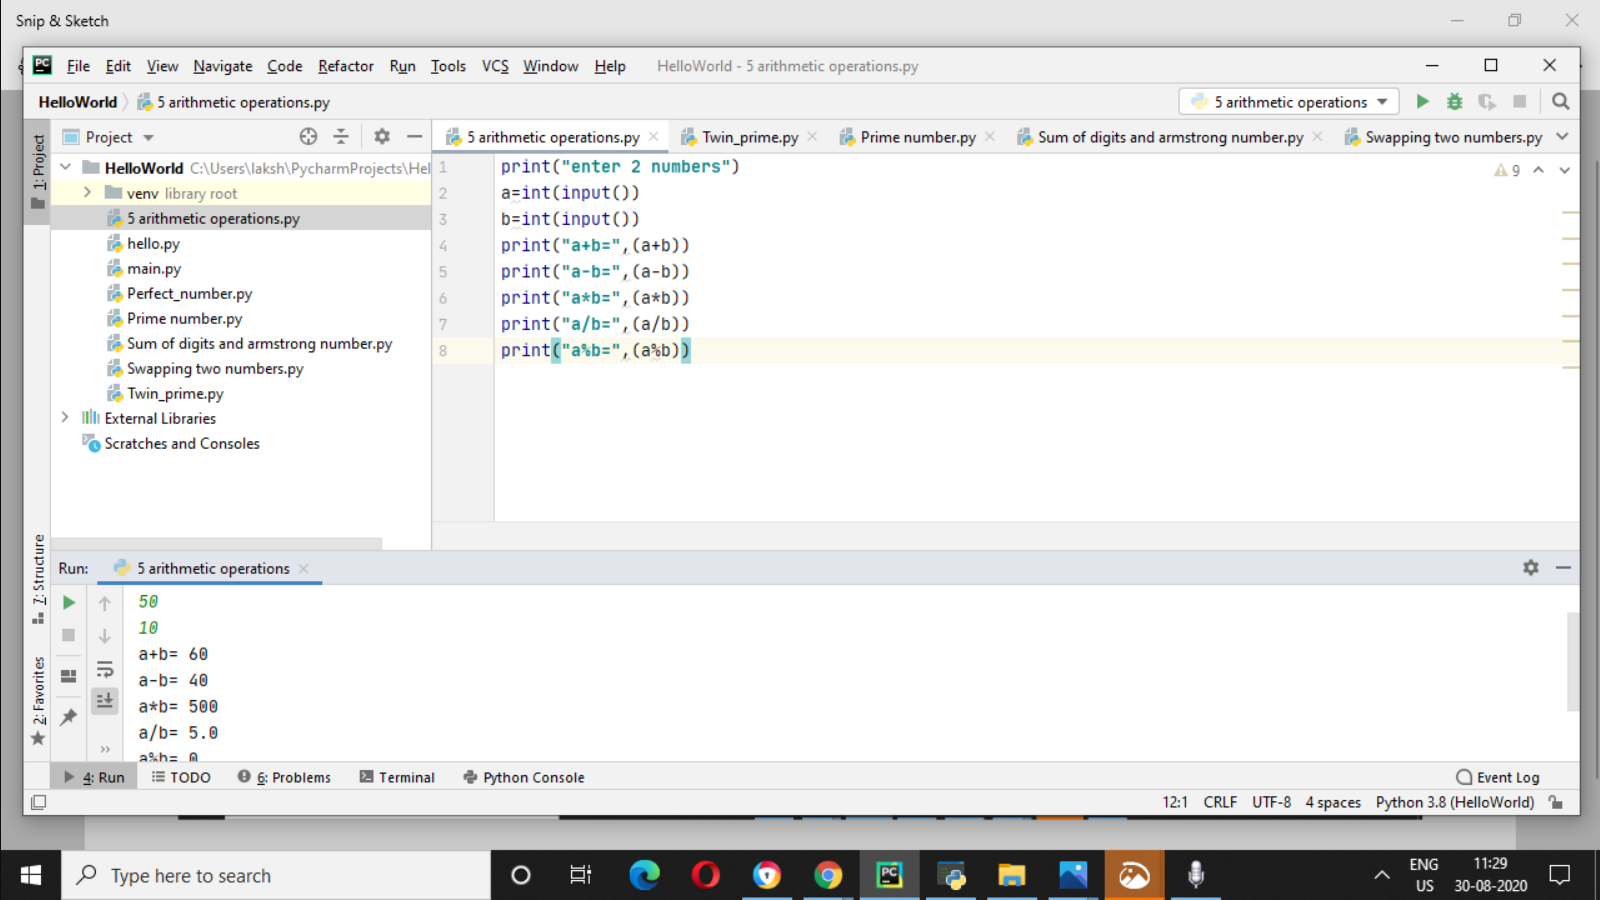 Snip & Sketch
PC File Edit View Navigate Code Refactor Run Tools VCS Window Help HelloWorld - 5 arithmetic operations.py
HelloWorld 5 arithmetic operations.py 5 arithmetic operations
1: Project
Project
5 arithmetic operations.py Twin_prime.py Prime number.py Sum of digits and armstrong number.py Swapping two numbers.py
HelloWorld C:\Users\laksh\PycharmProjects\Hel
venv library root
5 arithmetic operations.py
hello.py
main.py
Perfect_number.py
Prime number.py
Sum of digits and armstrong number.py
Swapping two numbers.py
Twin_prime.py
External Libraries
Scratches and Consoles
1 print("enter 2 numbers")
2 a=int(input())
3 b=int(input())
4 print("a+b=",(a+b))
5 print("a-b=",(a-b))
6 print("a*b=",(a*b))
7 print("a/b=",(a/b))
8 print("a%b=",(a%b))
9
7: Structure
2: Favorites
Run: 5 arithmetic operations
50
10
a+b= 60
a-b= 40
a*b= 500
a/b= 5.0
a%b= 0
4: Run TODO 6: Problems Terminal Python Console Event Log
12:1 CRLF UTF-8 4 spaces Python 3.8 (HelloWorld)
Type here to search
PC
ENG
US
11:29
30-08-2020